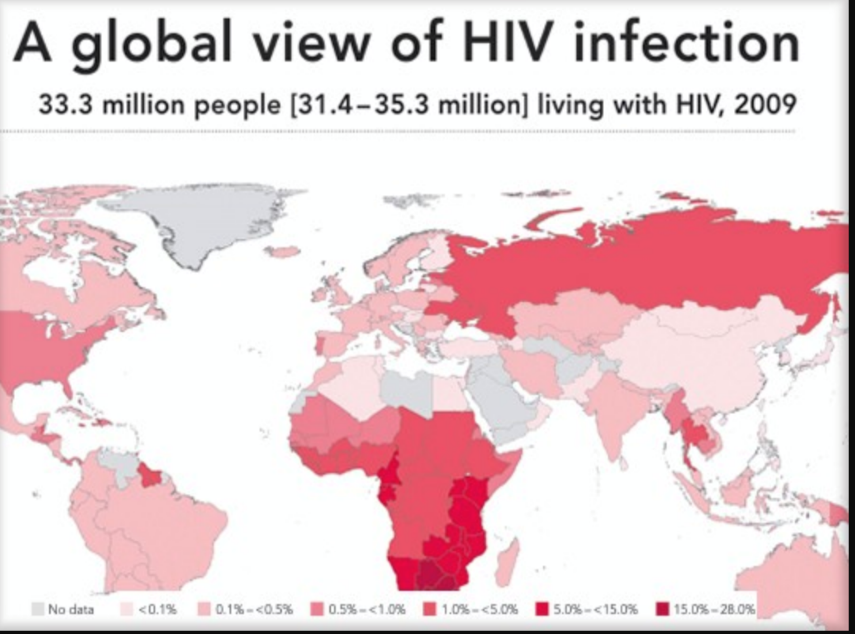 A global view of HIV infection
33.3 million people [31.4–35.3 million] living with HIV, 2009
No data <0.1% 0.1%–<0.5% 0.5%–<1.0% 1.0%–<5.0% 5.0%–<15.0% 15.0%–28.0%